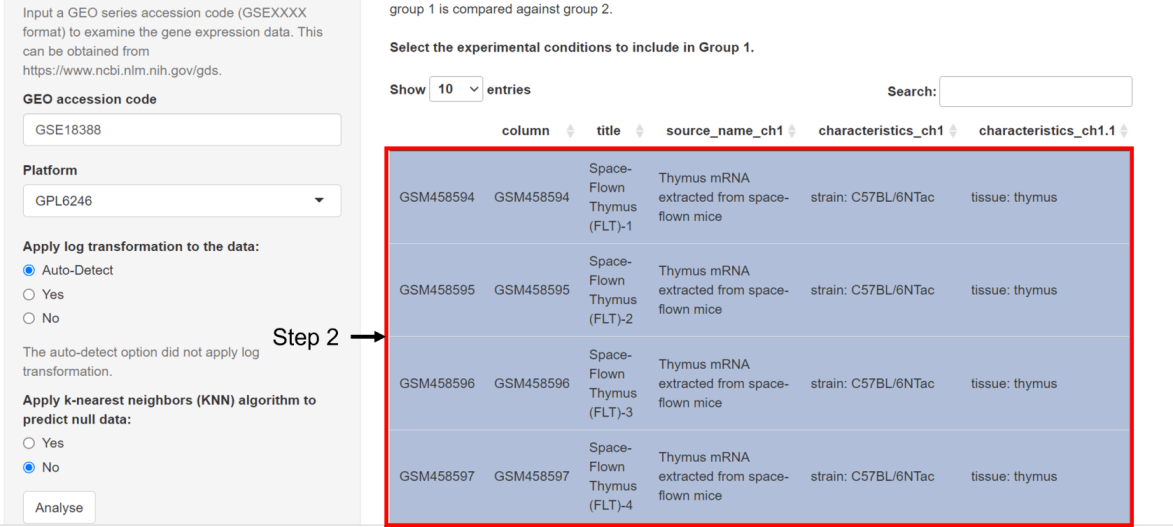 Input a GEO series accession code (GSEXXXX
format) to examine the gene expression data. This
can be obtained from
https://www.ncbi.nlm.nih.gov/gds.
GEO accession code
GSE18388
Platform
GPL6246
Apply log transformation to the data:
Auto-Detect
Yes
No
The auto-detect option did not apply log
transformation.
Apply k-nearest neighbors (KNN) algorithm to
predict null data:
Yes
No
Analyse
Step 2
group 1 is compared against group 2.
Select the experimental conditions to include in Group 1.
Show 10 entries
Search:
column title source_name_ch1 characteristics_ch1 characteristics_ch1.1
GSM458594 GSM458594 Space-
Flown
Thymus
(FLT)-1
Thymus mRNA
extracted from space-
flown mice
strain: C57BL/6NTac tissue: thymus
GSM458595 GSM458595 Space-
Flown
Thymus
(FLT)-2
Thymus mRNA
extracted from space-
flown mice
strain: C57BL/6NTac tissue: thymus
GSM458596 GSM458596 Space-
Flown
Thymus
(FLT)-3
Thymus mRNA
extracted from space-
flown mice
strain: C57BL/6NTac tissue: thymus
GSM458597 GSM458597 Space-
Flown
Thymus
(FLT)-4
Thymus mRNA
extracted from space-
flown mice
strain: C57BL/6NTac tissue: thymus